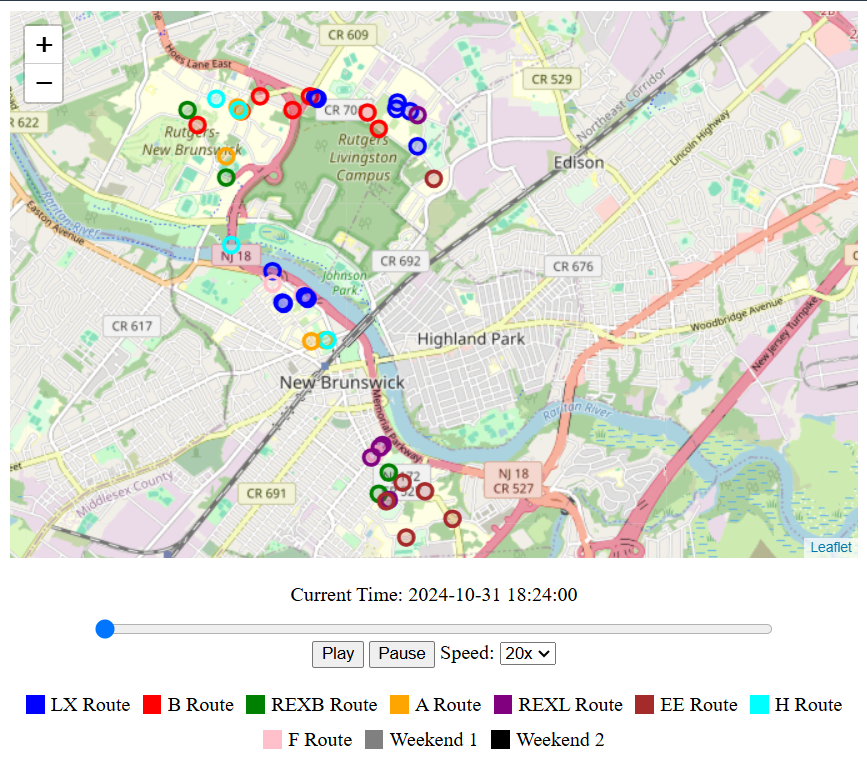 +
−
Hoes Lane East
CR 609
CR 529
Northeast Corridor
Lincoln Highway
R 622
CR 70
Rutgers-
New Brunswick
Rutgers
Livingston
Campus
Edison
Raritan River
Easton Avenue
NJ 18
CR 692
CR 676
Johnson
Park
CR 617
Highland Park
Woodbridge Avenue
New Jersey Turnpike
New Brunswick
Memorial Parkway
Raritan River
eet
Middlesex County
CR 691
NJ 18
CR 527
Leaflet
Current Time: 2024-10-31 18:24:00
Play Pause Speed: 20x
LX Route B Route REXB Route A Route REXL Route EE Route H Route
F Route Weekend 1 Weekend 2